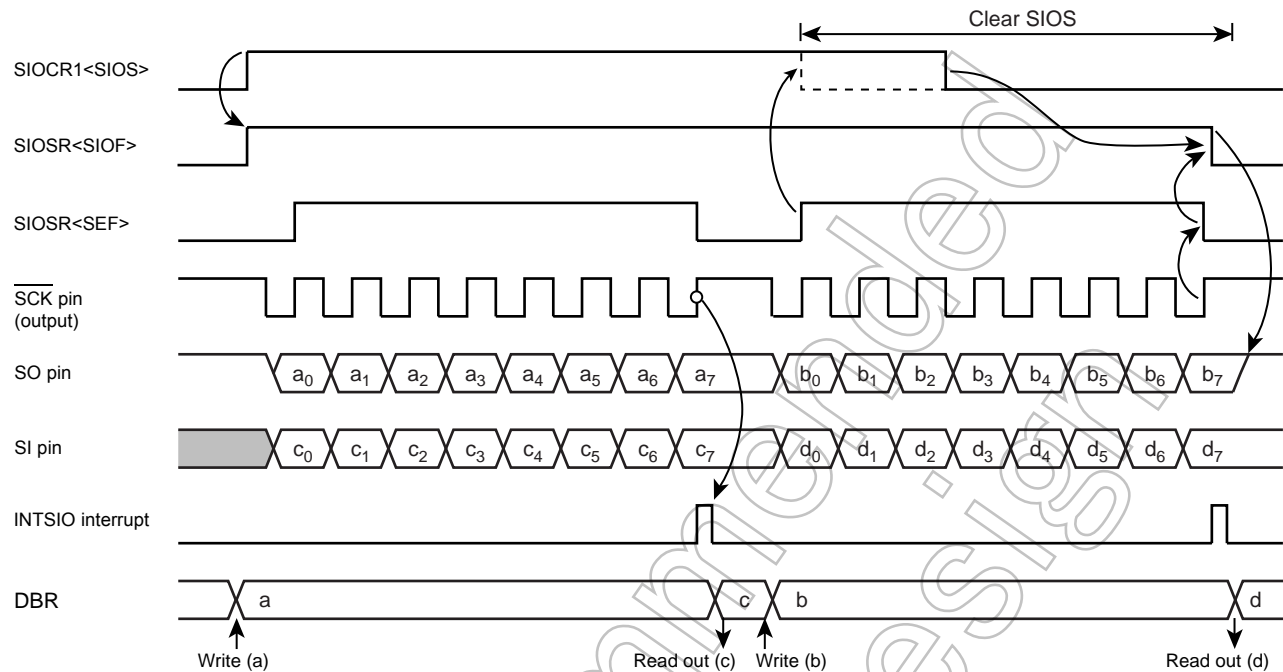 Clear SIOS
SIOCR1<SIOS>
SIOSR<SIOF>
SIOSR<SEF>
SCK pin
(output)
SO pin a0 a1 a2 a3 a4 a5 a6 a7 b0 b1 b2 b3 b4 b5 b6 b7
SI pin c0 c1 c2 c3 c4 c5 c6 c7 d0 d1 d2 d3 d4 d5 d6 d7
INTSIO interrupt
DBR a c b d
Write (a) Read out (c) Write (b) Read out (d)